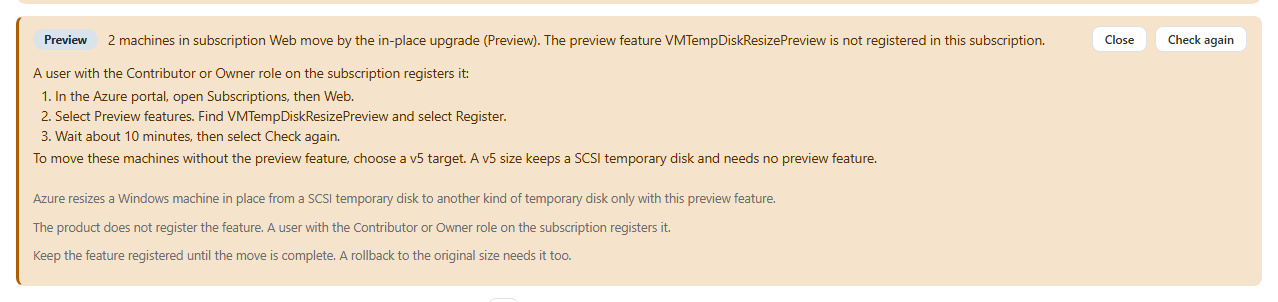 Preview 2 machines in subscription Web move by the in-place upgrade (Preview). The preview feature VMTempDiskResizePreview is not registered in this subscription. Close Check again
A user with the Contributor or Owner role on the subscription registers it:
1. In the Azure portal, open Subscriptions, then Web.
2. Select Preview features. Find VMTempDiskResizePreview and select Register.
3. Wait about 10 minutes, then select Check again.
To move these machines without the preview feature, choose a v5 target. A v5 size keeps a SCSI temporary disk and needs no preview feature.
Azure resizes a Windows machine in place from a SCSI temporary disk to another kind of temporary disk only with this preview feature.
The product does not register the feature. A user with the Contributor or Owner role on the subscription registers it.
Keep the feature registered until the move is complete. A rollback to the original size needs it too.